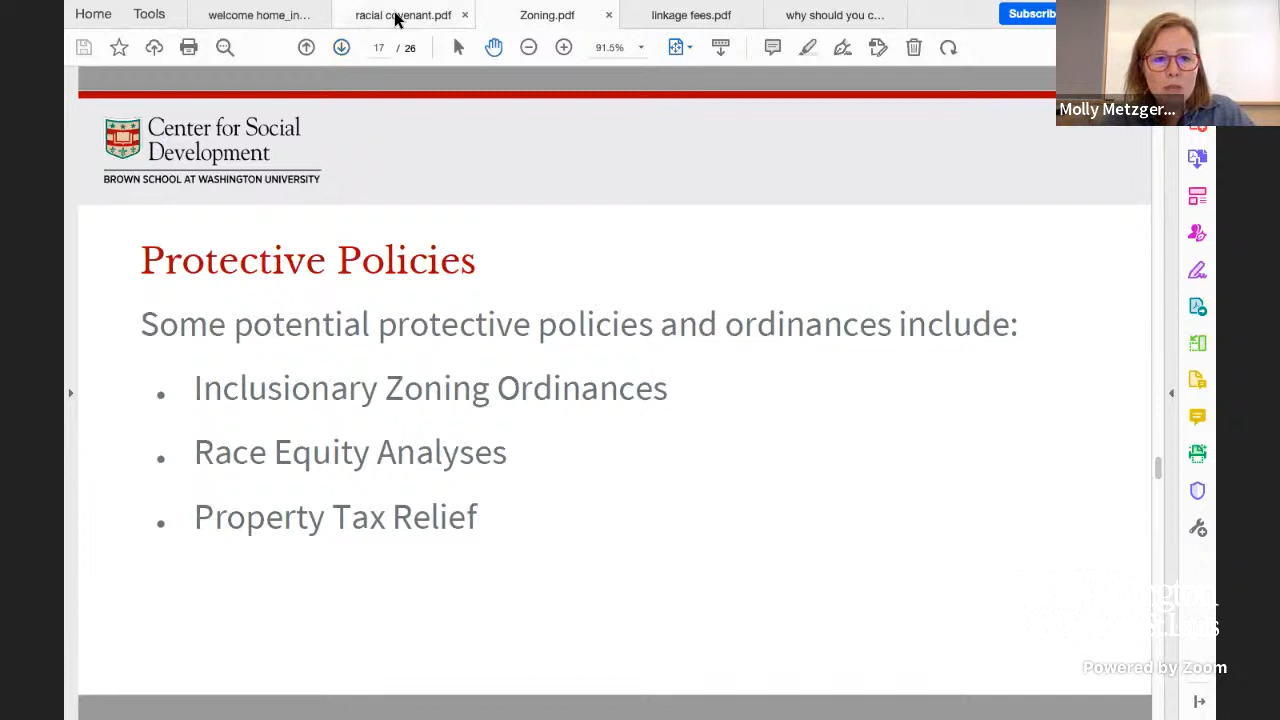 Home
Tools
welcome home_in...
racial covenant.pdf
Zoning.pdf
linkage fees.pdf
why should you c...
Subscrib
17 / 26
91.5%
Molly Metzger...
Center for Social
Development
BROWN SCHOOL AT WASHINGTON UNIVERSITY
Protective Policies
Some potential protective policies and ordinances include:
• Inclusionary Zoning Ordinances
• Race Equity Analyses
• Property Tax Relief
Powered by Zoom